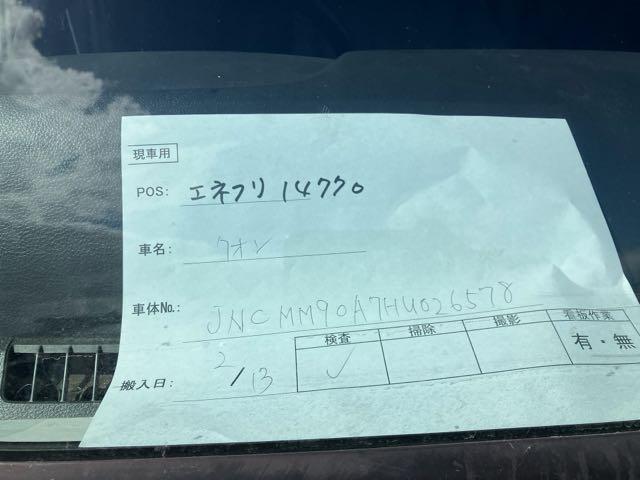 現車用
POS: エネフリ 14770
車名: クオン
車体No.: JNCMM90A7HU026578
検査 掃除 撮影 看板作業
搬入日: 2/13 ✓ 有・無